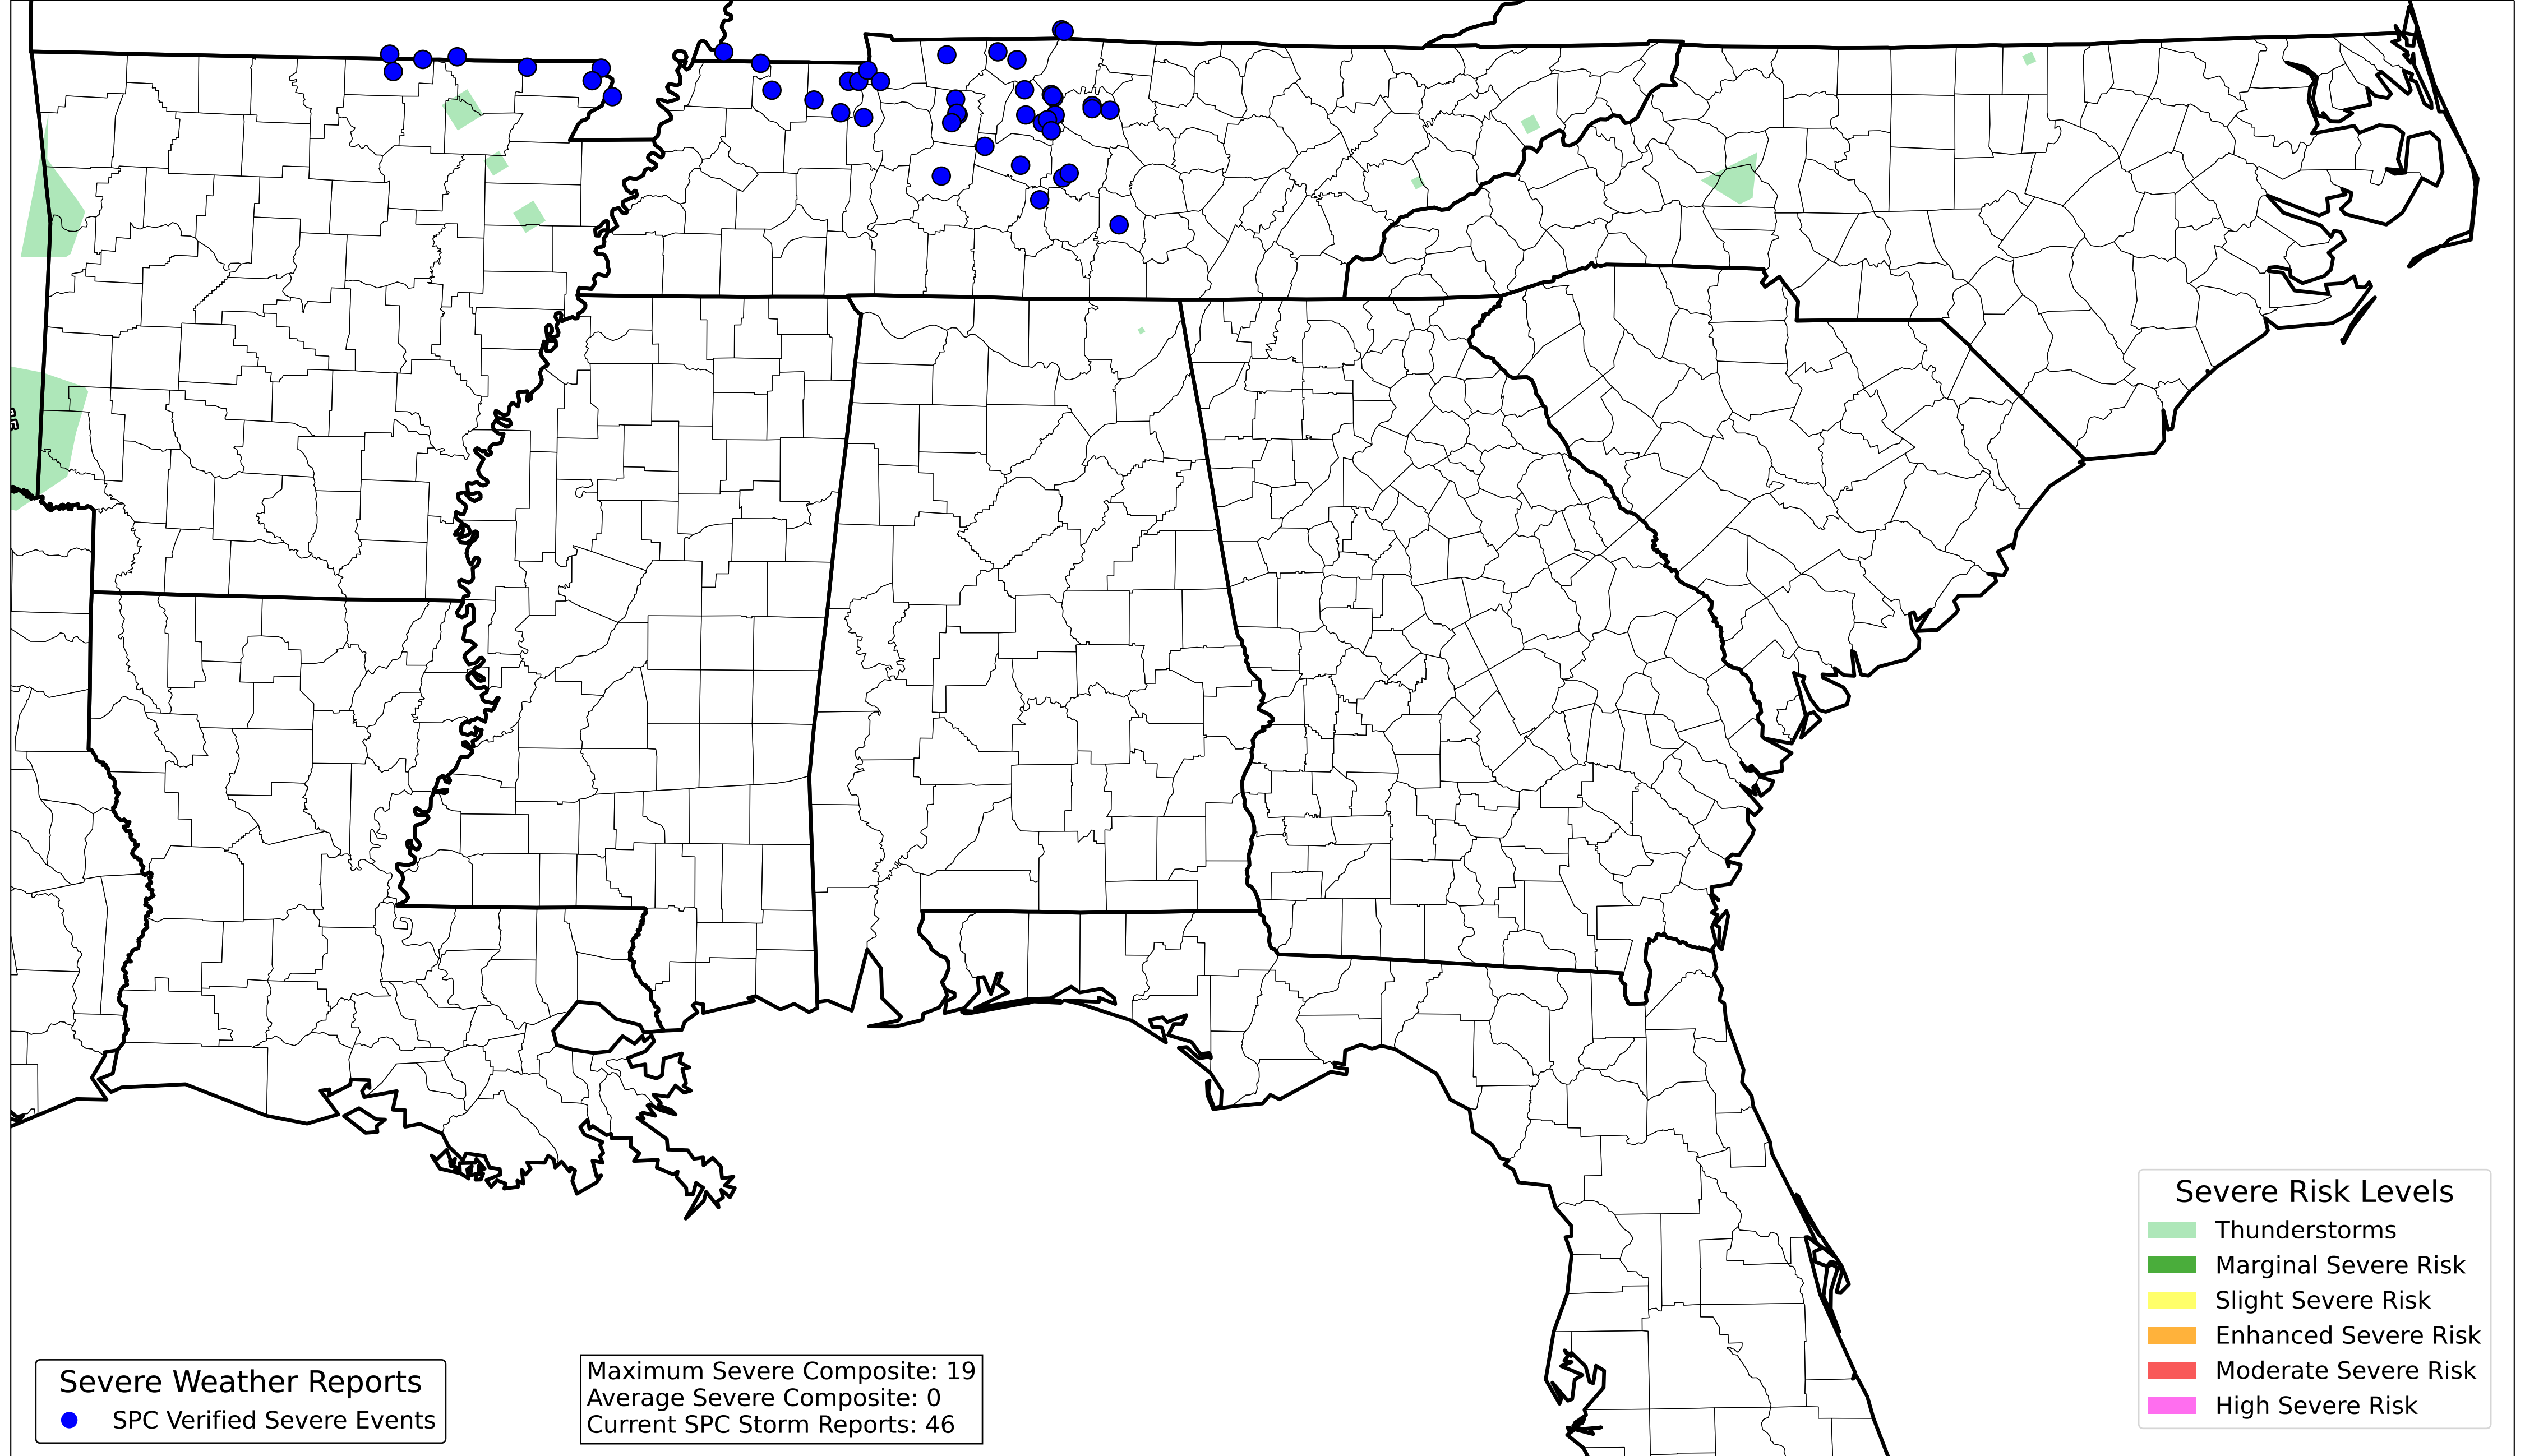 Severe Risk Levels
Thunderstorms
Marginal Severe Risk
Slight Severe Risk
Enhanced Severe Risk
Moderate Severe Risk
High Severe Risk
Severe Weather Reports
SPC Verified Severe Events
Maximum Severe Composite: 19
Average Severe Composite: 0
Current SPC Storm Reports: 46